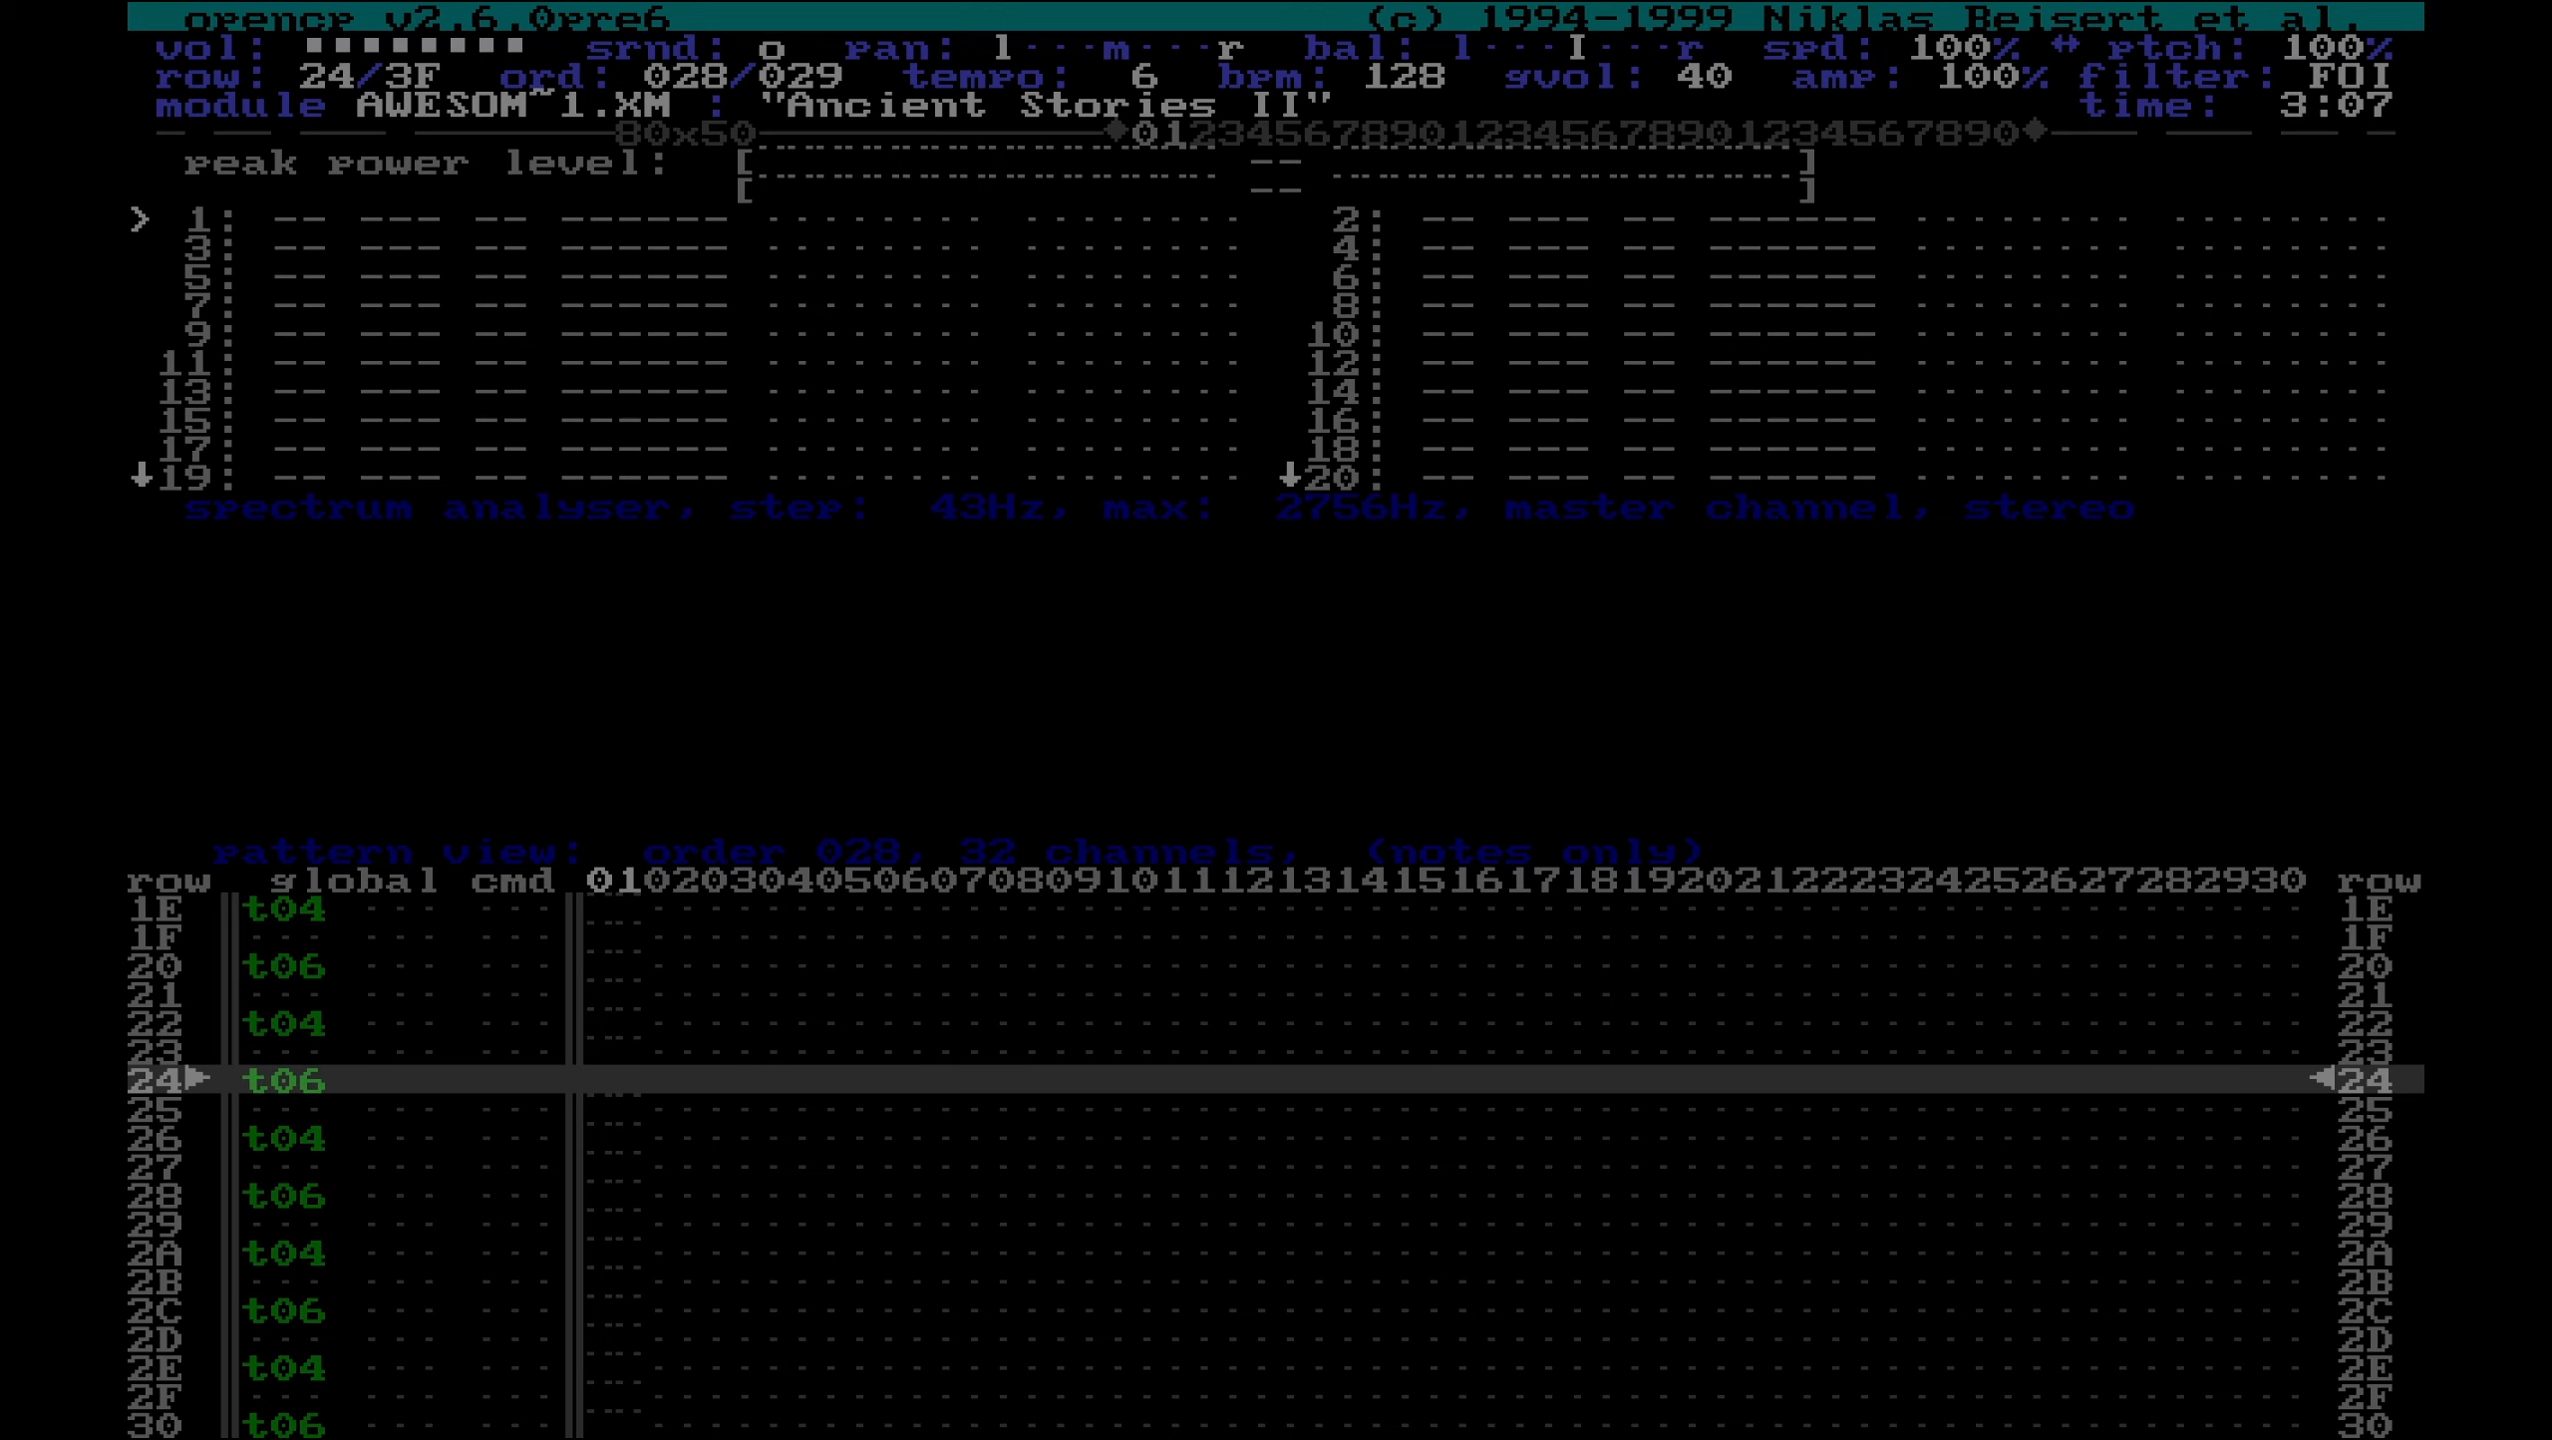 opencp v2.6.0pre6 (c) 1994-1999 Niklas Beisert et al.
vol: ■■■■■■■■ srnd: o pan: l···m···r bal: l···I···r spd: 100% ↔ ptch: 100%
row: 24/3F ord: 028/029 tempo: 6 bpm: 128 gvol: 40 amp: 100% filter: FOI
module AWESOM~1.XM : "Ancient Stories II" time: 3:07
80x50 ◆012345678901234567890123456789 0◆
peak power level: [ -- ]
[ -- ]
> 1: -- --- -- ------ ········ ········ 2: -- --- -- ------ ········ ········
3: -- --- -- ------ ········ ········ 4: -- --- -- ------ ········ ········
5: -- --- -- ------ ········ ········ 6: -- --- -- ------ ········ ········
7: -- --- -- ------ ········ ········ 8: -- --- -- ------ ········ ········
9: -- --- -- ------ ········ ········ 10: -- --- -- ------ ········ ········
11: -- --- -- ------ ········ ········ 12: -- --- -- ------ ········ ········
13: -- --- -- ------ ········ ········ 14: -- --- -- ------ ········ ········
15: -- --- -- ------ ········ ········ 16: -- --- -- ------ ········ ········
17: -- --- -- ------ ········ ········ 18: -- --- -- ------ ········ ········
↓19: -- --- -- ------ ········ ········ ↓20: -- --- -- ------ ········ ········
spectrum analyser, step: 43Hz, max: 2756Hz, master channel, stereo
pattern view: order 028, 32 channels, (notes only)
row global cmd 010203040506070809101112131415161718192021222324252627282930 row
1E t04 1E
1F 1F
20 t06 20
21 21
22 t04 22
23 23
24► t06 ◄24
25 25
26 t04 26
27 27
28 t06 28
29 29
2A t04 2A
2B 2B
2C t06 2C
2D 2D
2E t04 2E
2F 2F
30 t06 30